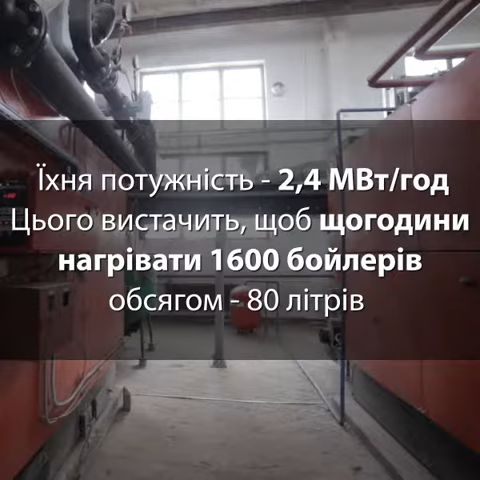 Їхня потужність - 2,4 МВт/год
Цього вистачить, щоб щогодини
нагрівати 1600 бойлерів
обсягом - 80 літрів